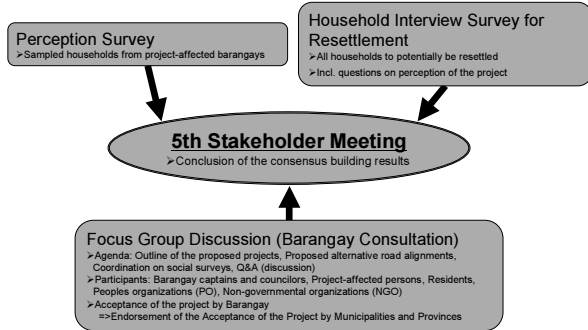 Perception Survey
➤Sampled households from project-affected barangays
Household Interview Survey for
Resettlement
➤All households to potentially be resettled
➤Incl. questions on perception of the project
5th Stakeholder Meeting
➤Conclusion of the consensus building results
Focus Group Discussion (Barangay Consultation)
➤Agenda: Outline of the proposed projects, Proposed alternative road alignments,
Coordination on social surveys, Q&A (discussion)
➤Participants: Barangay captains and councilors, Project-affected persons, Residents,
Peoples organizations (PO), Non-governmental organizations (NGO)
➤Acceptance of the project by Barangay
=>Endorsement of the Acceptance of the Project by Municipalities and Provinces